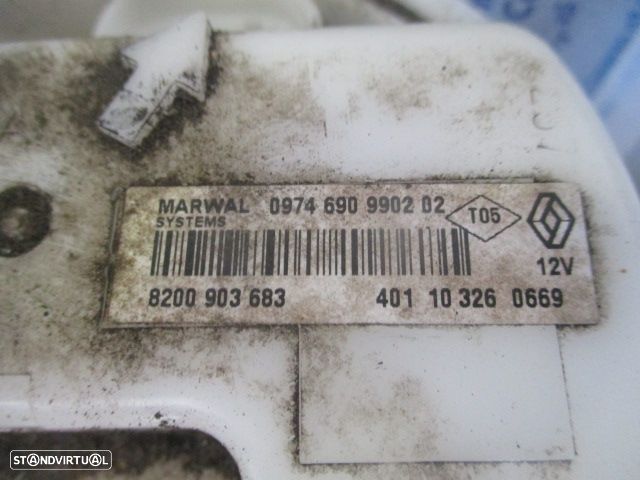 MARWAL 0974 690 9902 02
SYSTEMS
T05
12V
8200 903 683 401 10 326 0669
STANDVIRTUAL